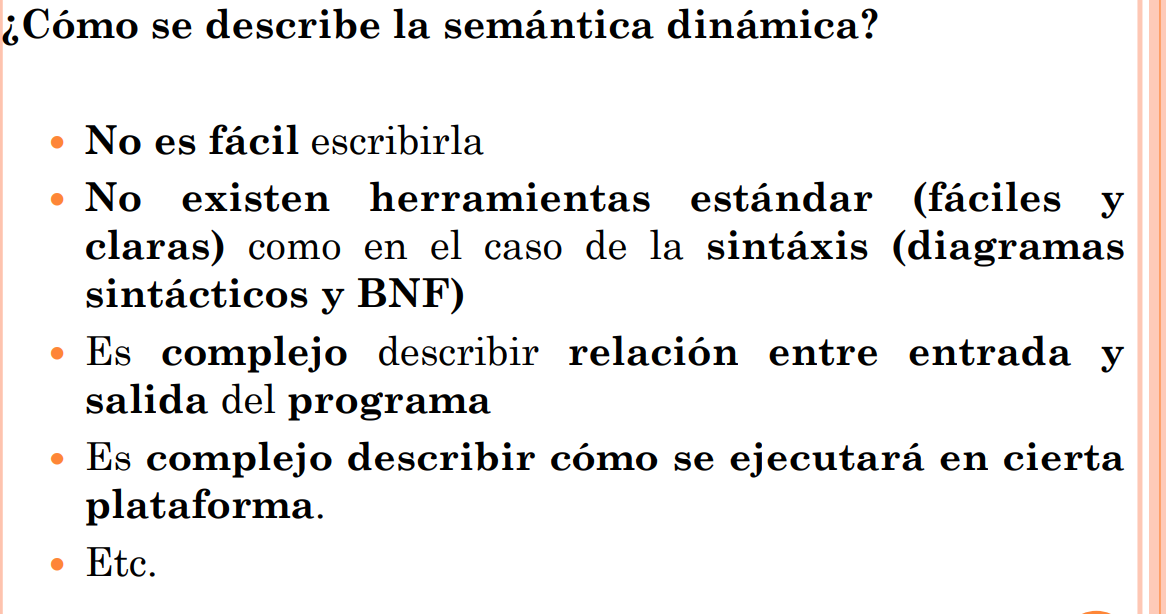 ¿Cómo se describe la semántica dinámica?
• No es fácil escribirla
• No existen herramientas estándar (fáciles y
claras) como en el caso de la sintáxis (diagramas
sintácticos y BNF)
• Es complejo describir relación entre entrada y
salida del programa
• Es complejo describir cómo se ejecutará en cierta
plataforma.
• Etc.